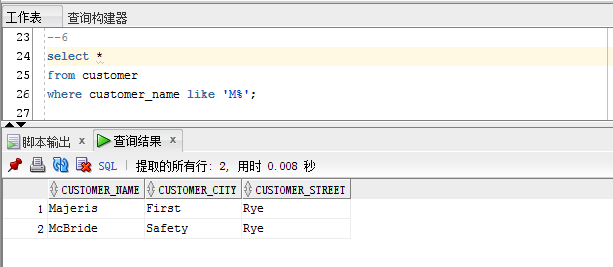 工作表 查询构建器
23 --6
24 select *
25 from customer
26 where customer_name like 'M%';
27
脚本输出 × 查询结果 ×
SQL | 提取的所有行: 2, 用时 0.008 秒
CUSTOMER_NAME CUSTOMER_CITY CUSTOMER_STREET
1 Majeris First Rye
2 McBride Safety Rye